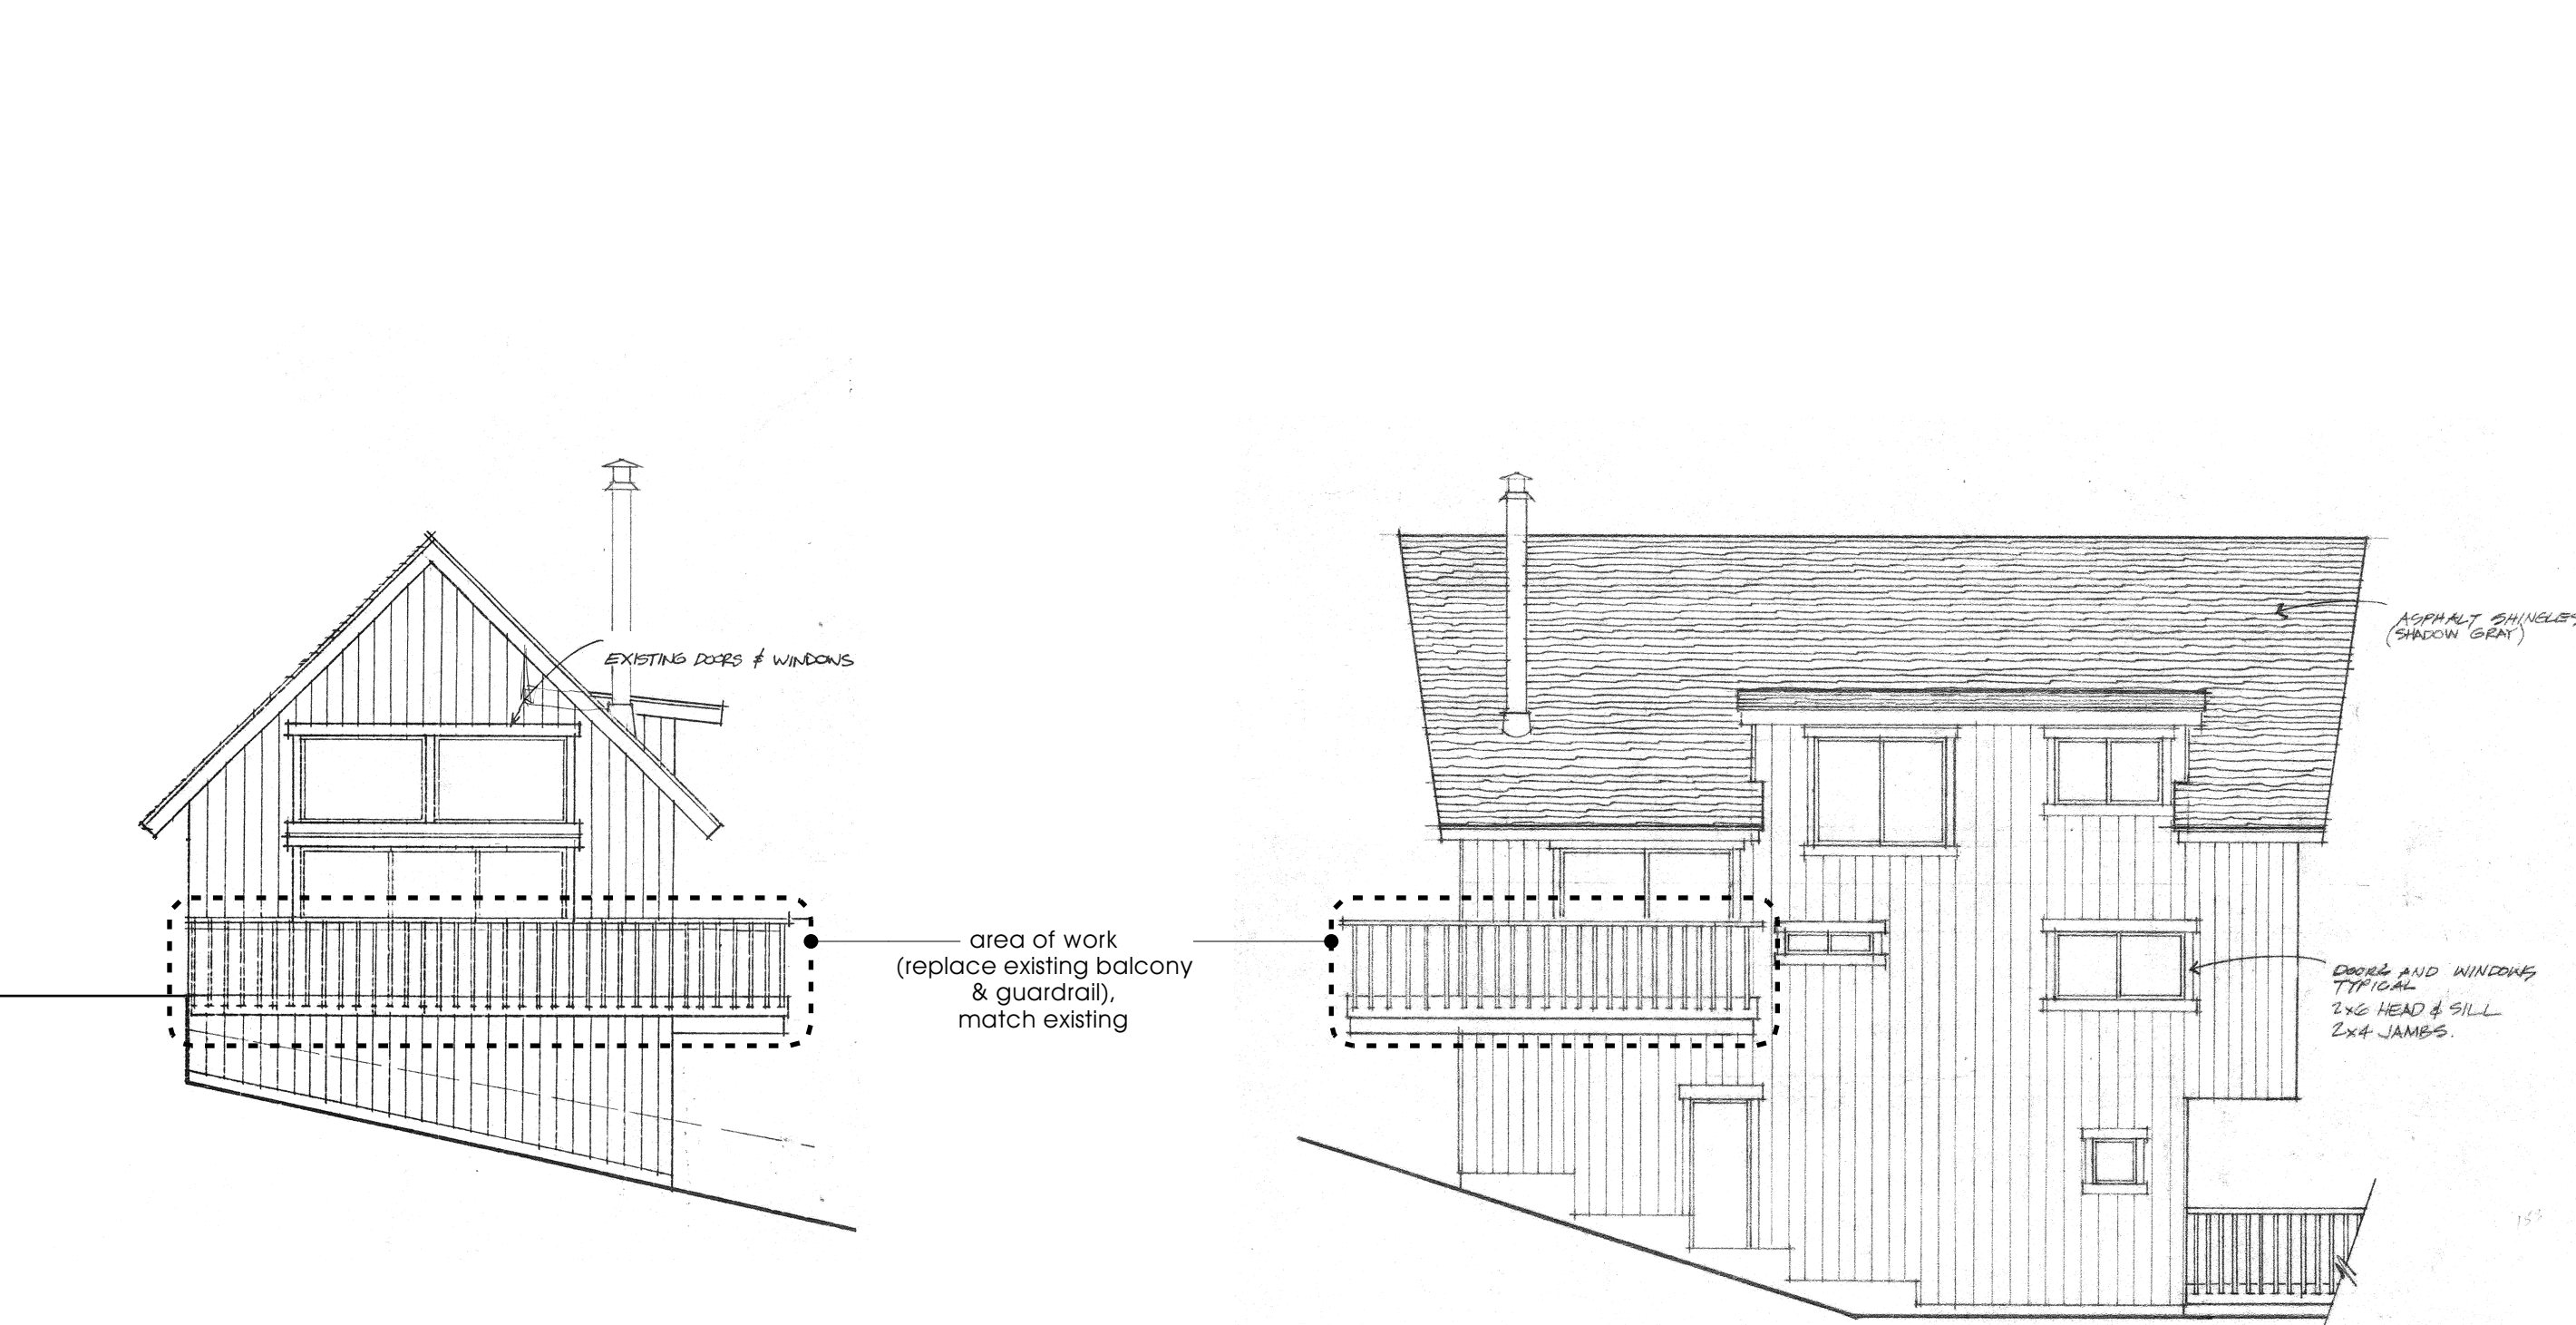 EXISTING DOORS & WINDOWS
area of work
(replace existing balcony
& guardrail),
match existing
ASPHALT SHINGLES
(SHADOW GRAY)
DOORS AND WINDOWS
TYPICAL
2x6 HEAD & SILL
2x4 JAMBS.